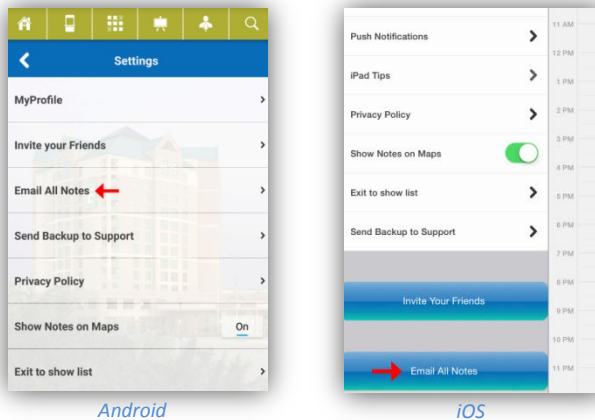 Settings
MyProfile
Invite your Friends
Email All Notes
Send Backup to Support
Privacy Policy
Show Notes on Maps On
Exit to show list
Android
Push Notifications
iPad Tips
Privacy Policy
Show Notes on Maps
Exit to show list
Send Backup to Support
Invite Your Friends
Email All Notes
11 AM
12 PM
1 PM
2 PM
3 PM
4 PM
5 PM
6 PM
7 PM
8 PM
9 PM
10 PM
11 PM
iOS